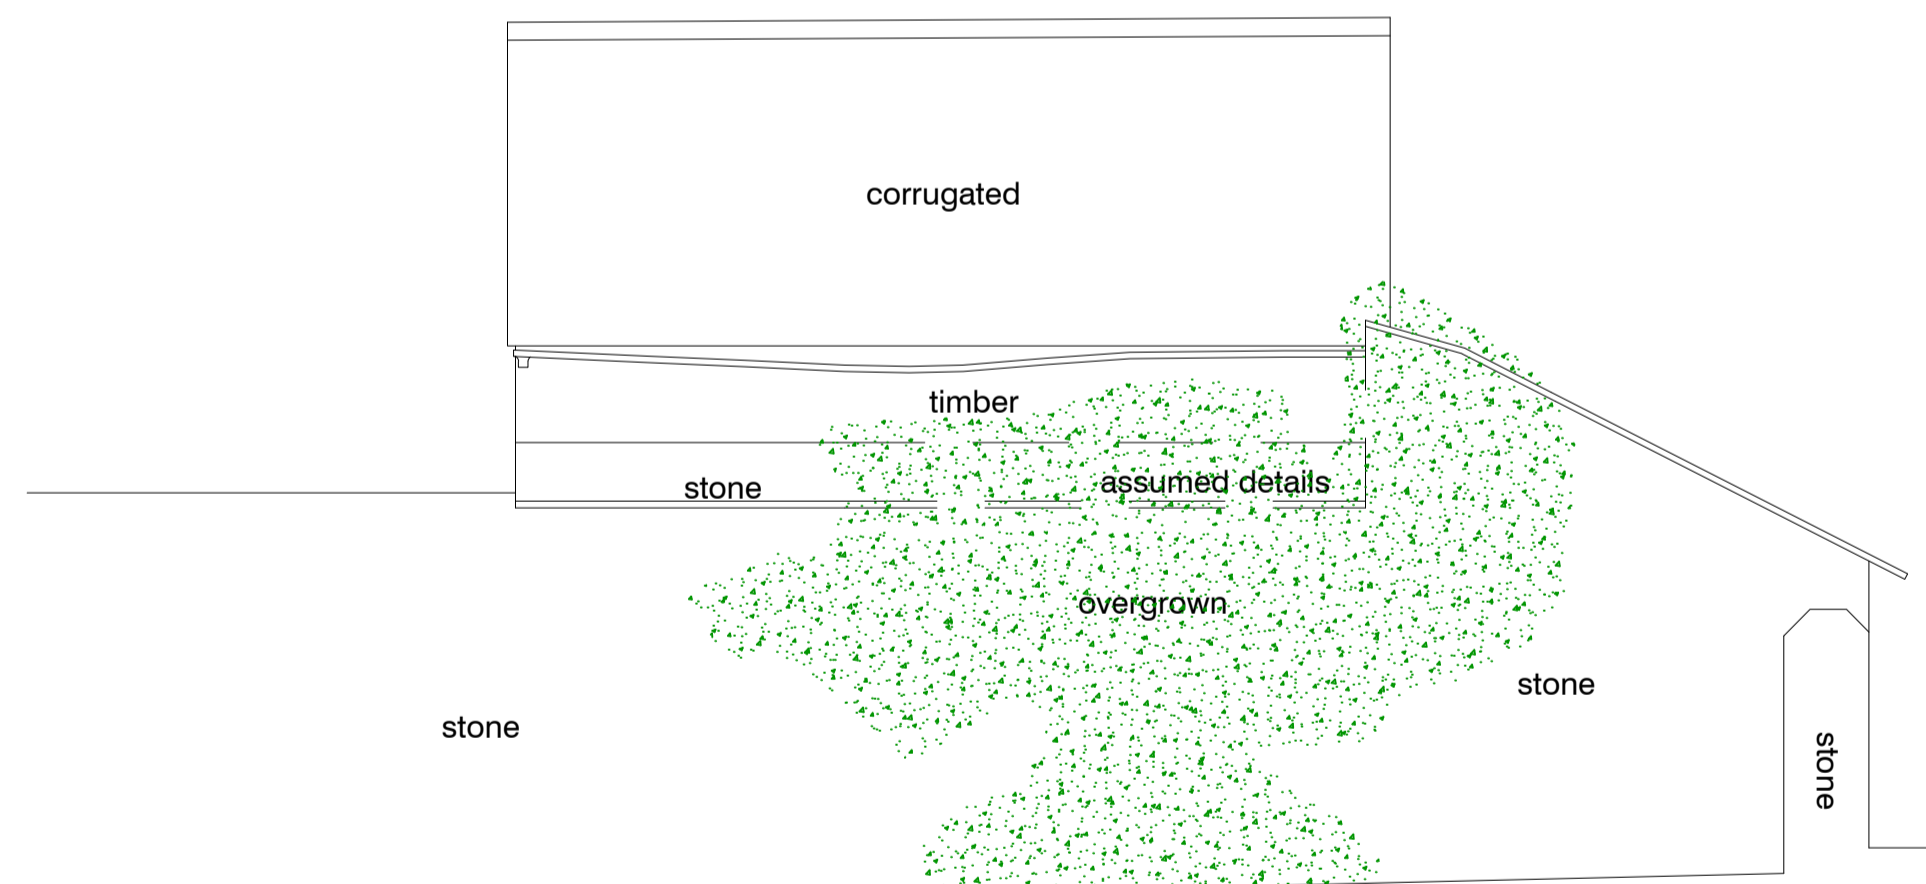 corrugated
timber
stone
assumed details
overgrown
stone
stone
stone